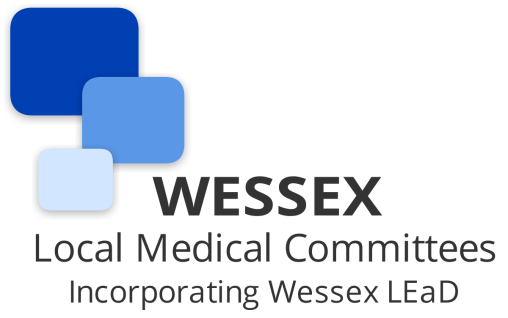 WESSEX
Local Medical Committees
Incorporating Wessex LEaD